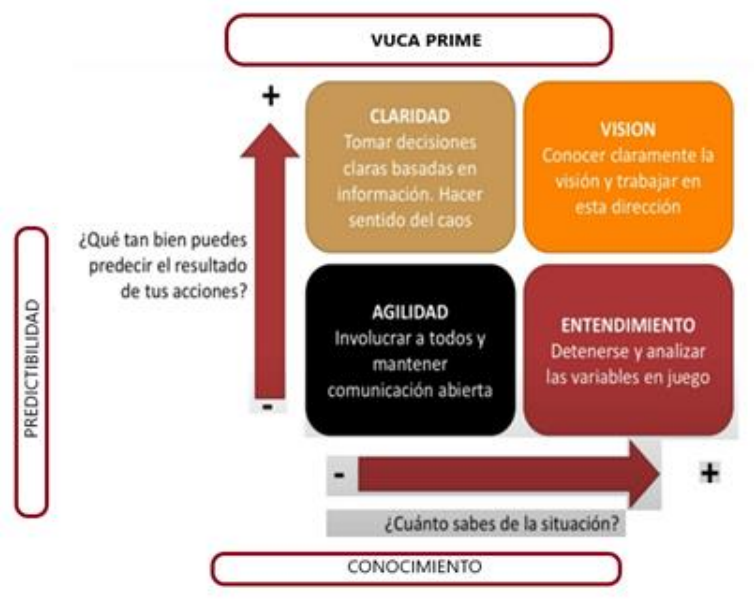 VUCA PRIME
+
CLARIDAD
Tomar decisiones
claras basadas en
información. Hacer
sentido del caos
VISION
Conocer claramente la
visión y trabajar en
esta dirección
¿Qué tan bien puedes
predecir el resultado
de tus acciones?
PREDICTIBILIDAD
AGILIDAD
Involucrar a todos y
mantener
comunicación abierta
ENTENDIMIENTO
Detenerse y analizar
las variables en juego
-
-
+
¿Cuánto sabes de la situación?
CONOCIMIENTO